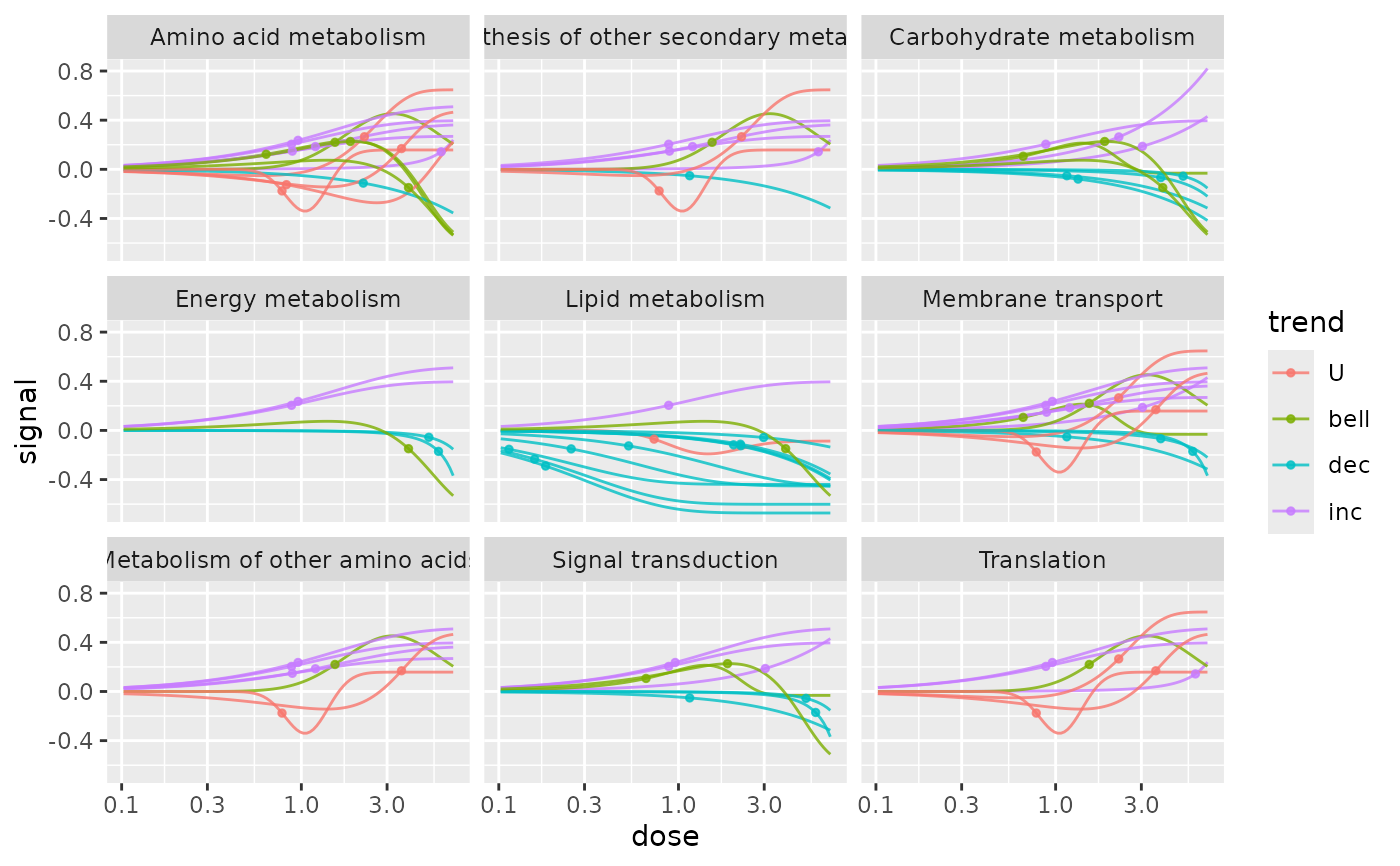 Amino acid metabolism
thesis of other secondary meta
Carbohydrate metabolism
0.8
0.4
0.0
-0.4
Energy metabolism
Lipid metabolism
Membrane transport
0.8
0.4
0.0
-0.4
Metabolism of other amino acids
Signal transduction
Translation
0.8
0.4
0.0
-0.4
0.1 0.3 1.0 3.0
0.1 0.3 1.0 3.0
0.1 0.3 1.0 3.0
dose
signal
trend
U
bell
dec
inc